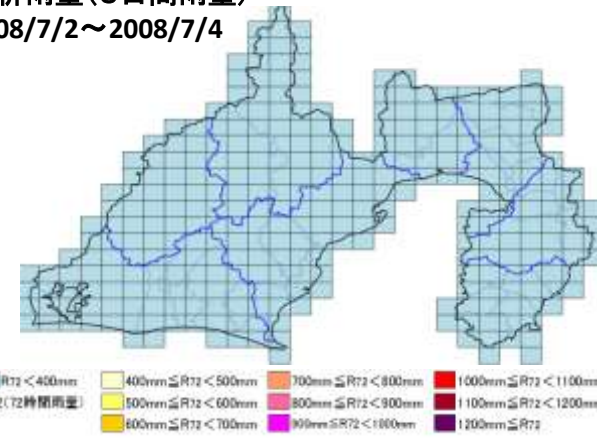 雨量(3日間雨量)
08/7/2～2008/7/4
R72＜400mm
400mm≦R72＜500mm
700mm≦R72＜800mm
1000mm≦R72＜1100mm
(72時間雨量)
500mm≦R72＜600mm
800mm≦R72＜900mm
1100mm≦R72＜1200mm
600mm≦R72＜700mm
900mm≦R72＜1000mm
1200mm≦R72